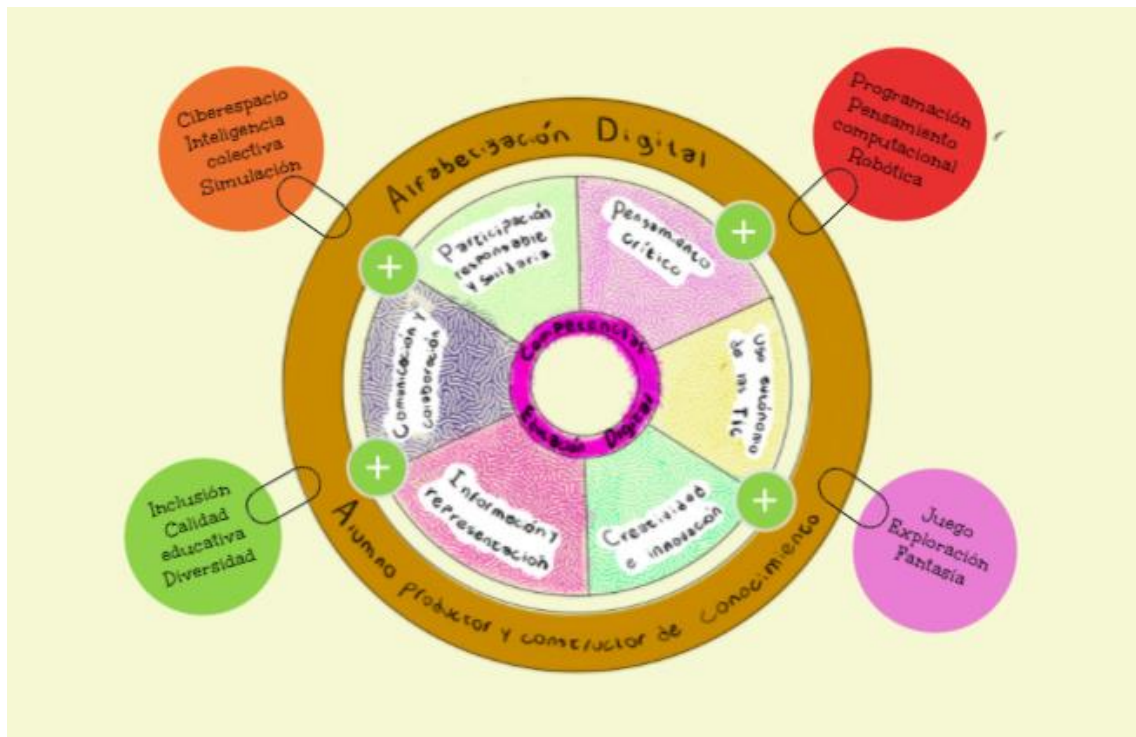 Ciberespacio
Inteligencia
colectiva
Simulación
Programación
Pensamiento
computacional
Robótica
Alfabetización Digital
Participación
responsable
y solidaria
Pensamiento
crítico
Comunicación y
colaboración
Competencias
Digital
uso autónomo
de las TIC
Información y
representación
Creatividad
e innovación
Alumno productor y constructor de conocimiento
Inclusión
Calidad
educativa
Diversidad
Juego
Exploración
Fantasía